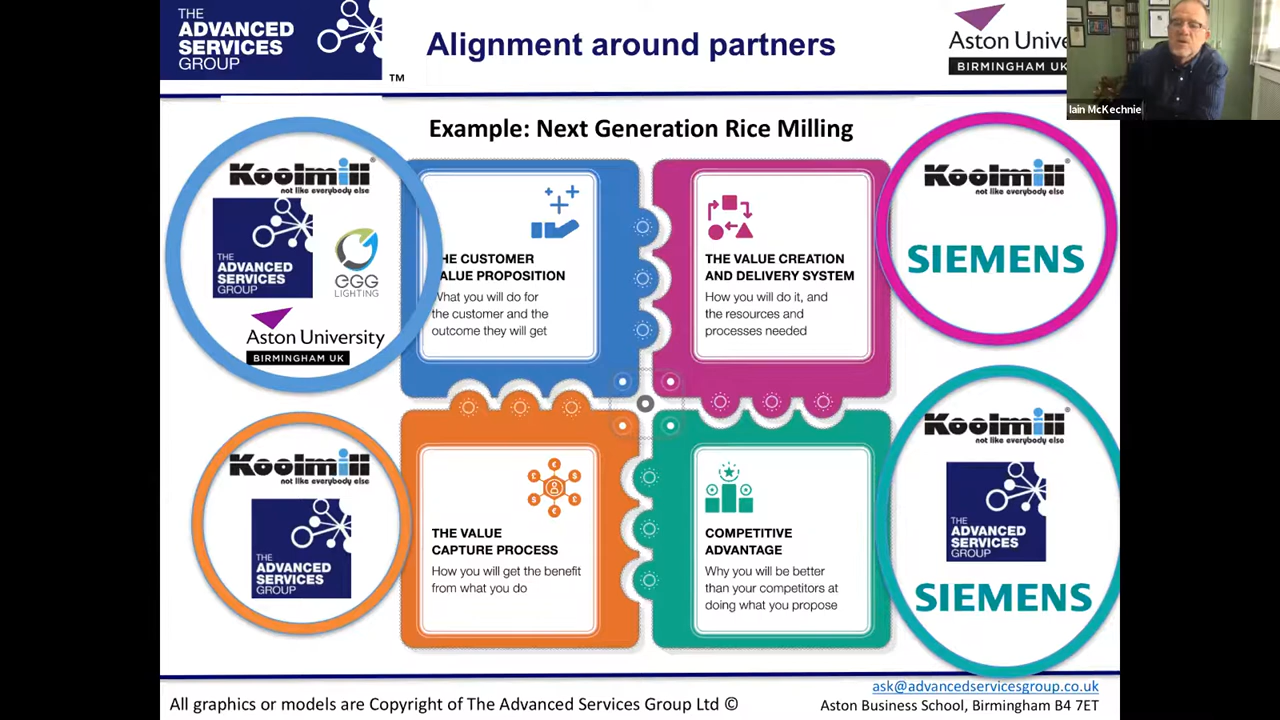 THE
ADVANCED
SERVICES
GROUP
TM
Alignment around partners
Aston Unive
BIRMINGHAM UK
Iain McKechnie
Example: Next Generation Rice Milling
Koolmill®
not like everybody else
THE
ADVANCED
SERVICES
GROUP
eGG
LIGHTING
Aston University
BIRMINGHAM UK
HE CUSTOMER
ALUE PROPOSITION
What you will do for
the customer and the
outcome they will get
THE VALUE CREATION
AND DELIVERY SYSTEM
How you will do it, and
the resources and
processes needed
Koolmill®
not like everybody else
SIEMENS
Koolmill
not like everybody else
THE
ADVANCED
SERVICES
GROUP
THE VALUE
CAPTURE PROCESS
How you will get the benefit
from what you do
COMPETITIVE
ADVANTAGE
Why you will be better
than your competitors at
doing what you propose
Koolmill®
not like everybody else
THE
ADVANCED
SERVICES
GROUP
SIEMENS
All graphics or models are Copyright of The Advanced Services Group Ltd ©
ask@advancedservicesgroup.co.uk
Aston Business School, Birmingham B4 7ET